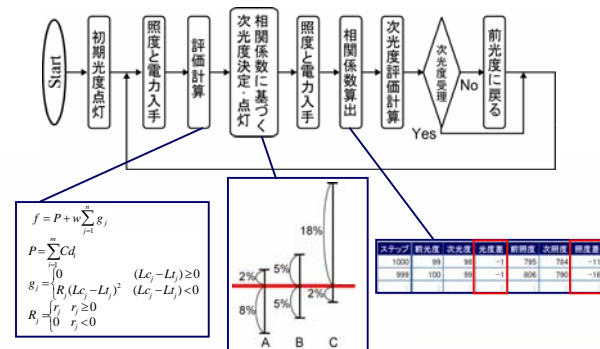 Start
初期光度点灯
照度と電力入手
評価計算
相関係数に基づく
次光度決定・点灯
照度と電力入手
相関係数算出
次光度評価計算
次光度受理
No
Yes
前光度に戻る
f = P + w∑_{j=1}^{n} g_j
P = ∑_{i=1}^{m} Cd_i
g_j = {0 (Lc_j − Lt_j) ≥ 0
R_j(Lc_j − Lt_j)² (Lc_j − Lt_j) < 0
R_j = {r_j r_j ≥ 0
0 r_j < 0
18%
2% 5%
8% 5% 2%
A B C
ステップ 前光度 次光度 光度差 前照度 次照度 照度差
1000 99 98 -1 795 784 -11
999 100 99 -1 806 790 -16